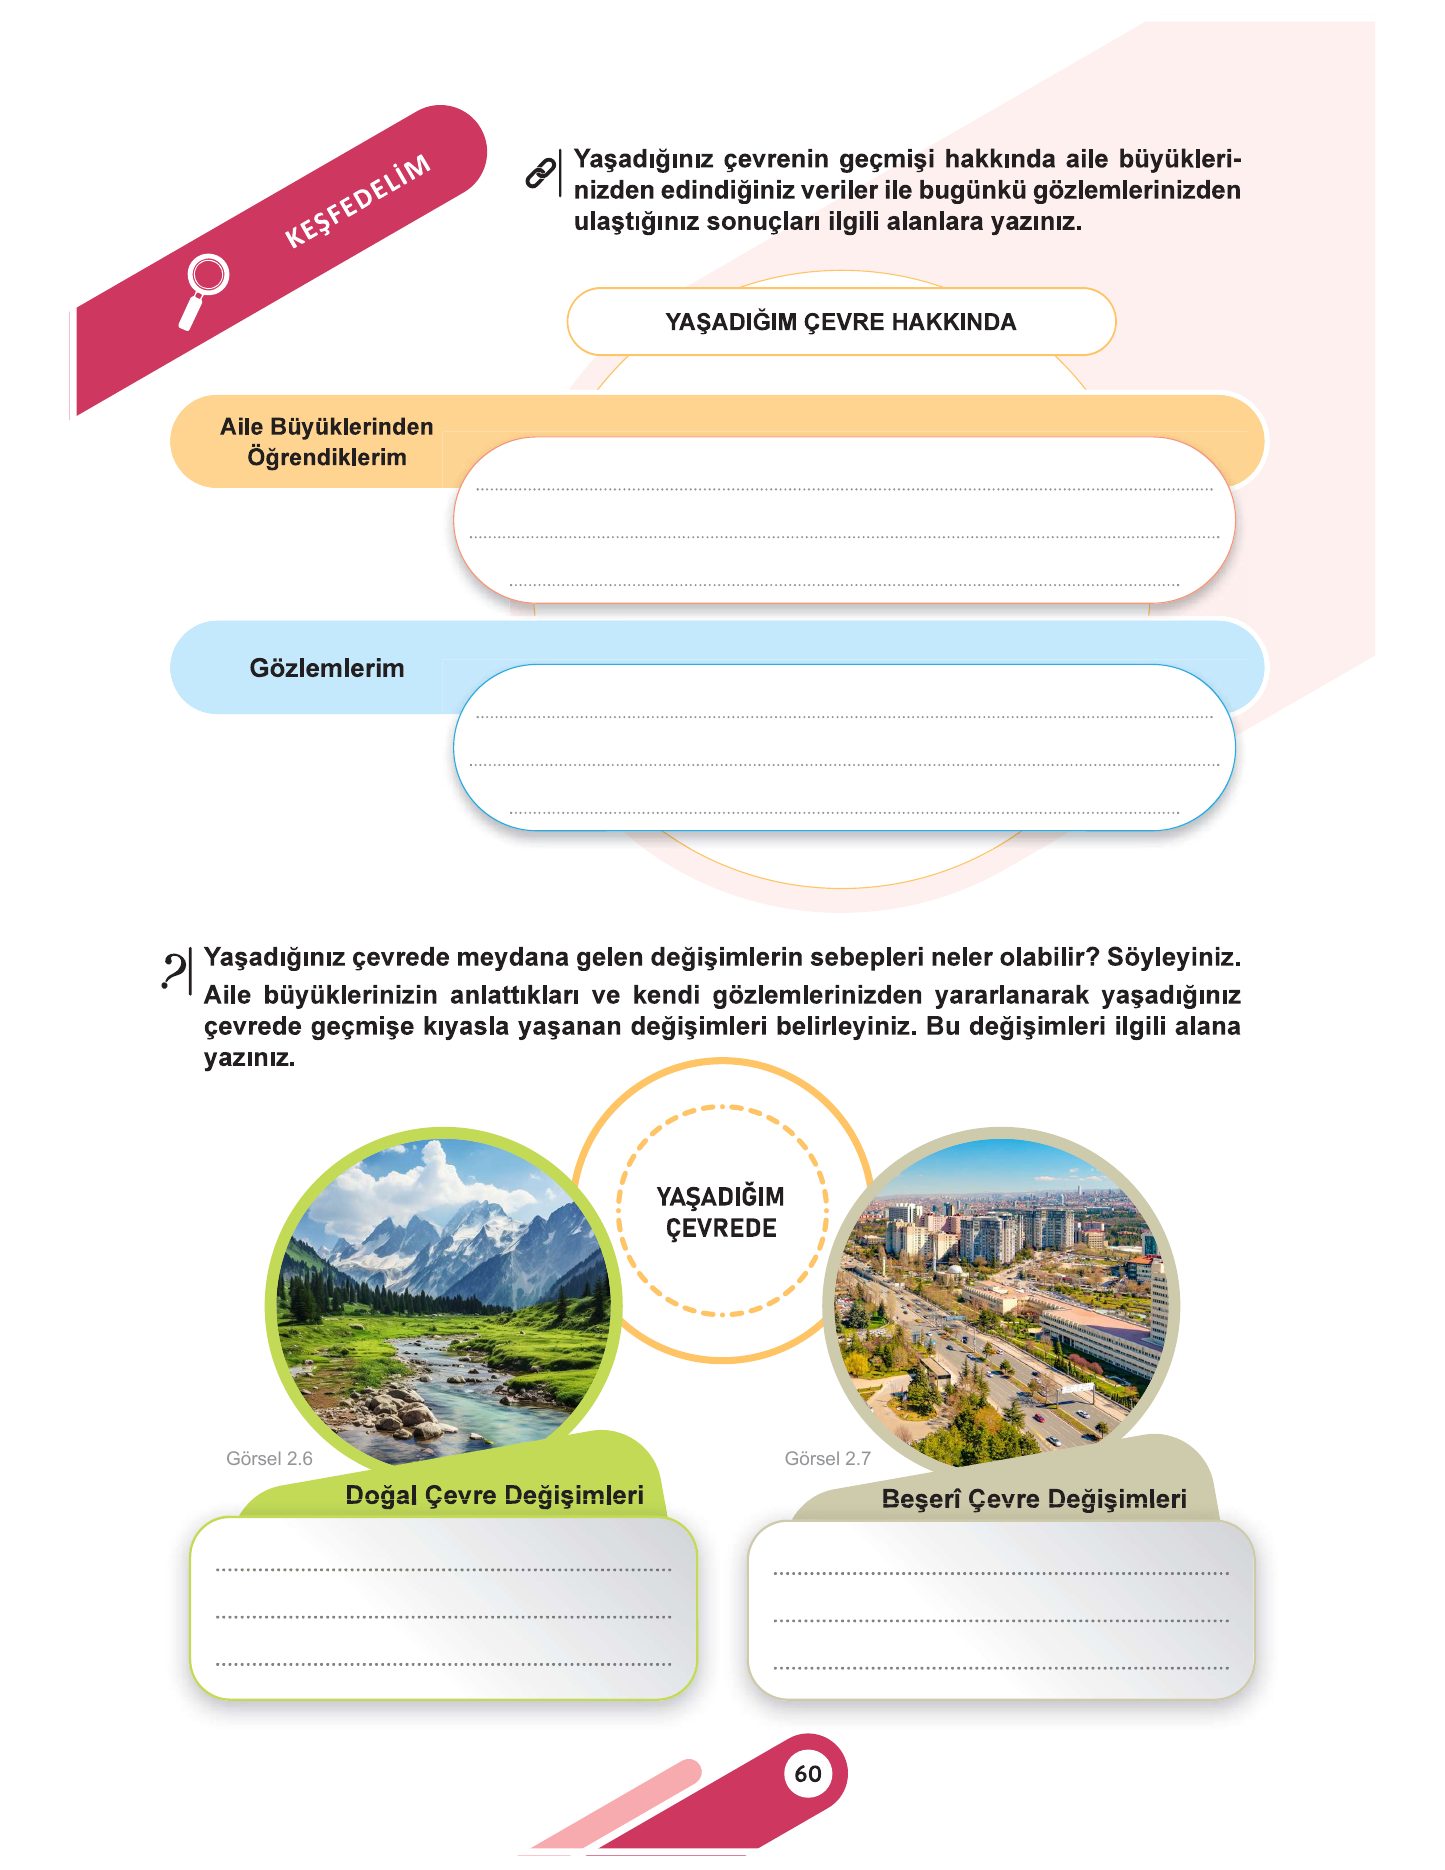 KEŞFEDELİM
Yaşadığınız çevrenin geçmişi hakkında aile büyükleri-
nizden edindiğiniz veriler ile bugünkü gözlemlerinizden
ulaştığınız sonuçları ilgili alanlara yazınız.
YAŞADIĞIM ÇEVRE HAKKINDA
Aile Büyüklerinden
Öğrendiklerim
Gözlemlerim
? Yaşadığınız çevrede meydana gelen değişimlerin sebepleri neler olabilir? Söyleyiniz.
Aile büyüklerinizin anlattıkları ve kendi gözlemlerinizden yararlanarak yaşadığınız
çevrede geçmişe kıyasla yaşanan değişimleri belirleyiniz. Bu değişimleri ilgili alana
yazınız.
YAŞADIĞIM
ÇEVREDE
Görsel 2.6
Görsel 2.7
Doğal Çevre Değişimleri
Beşerî Çevre Değişimleri
60